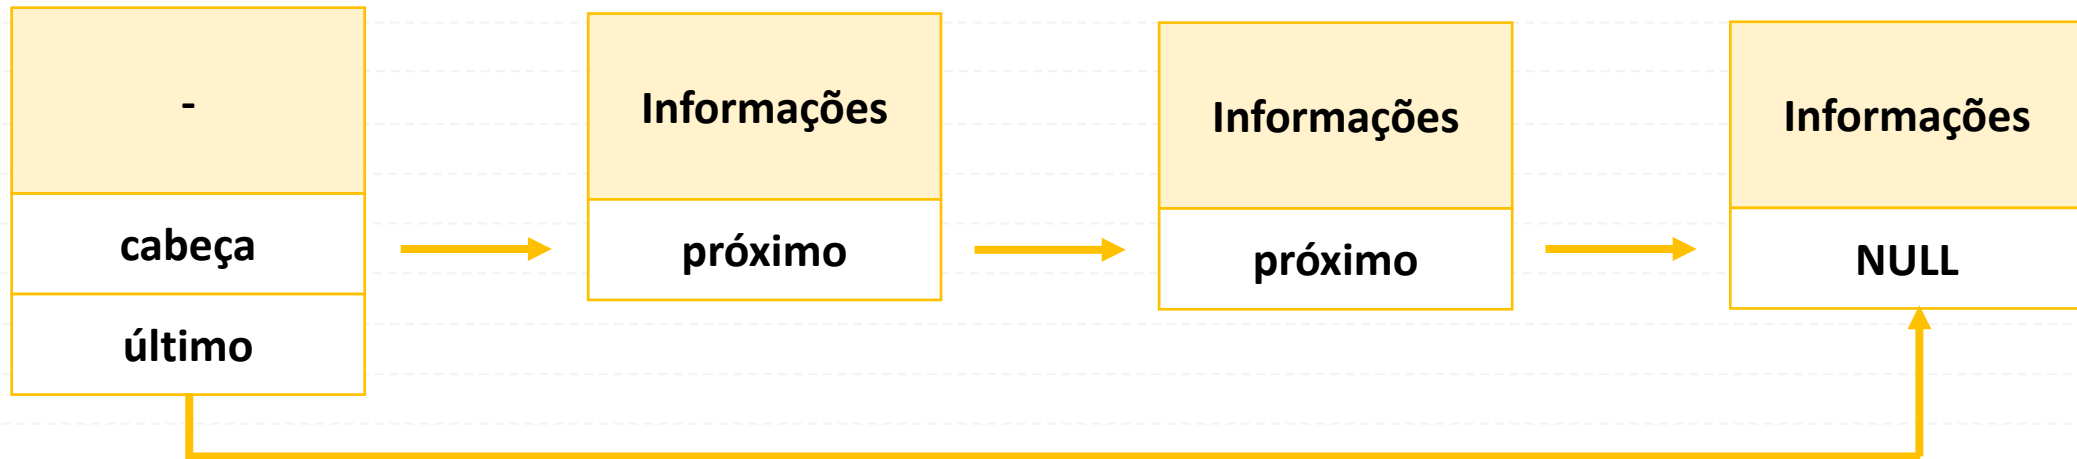 -
cabeça
último
Informações
próximo
Informações
próximo
Informações
NULL